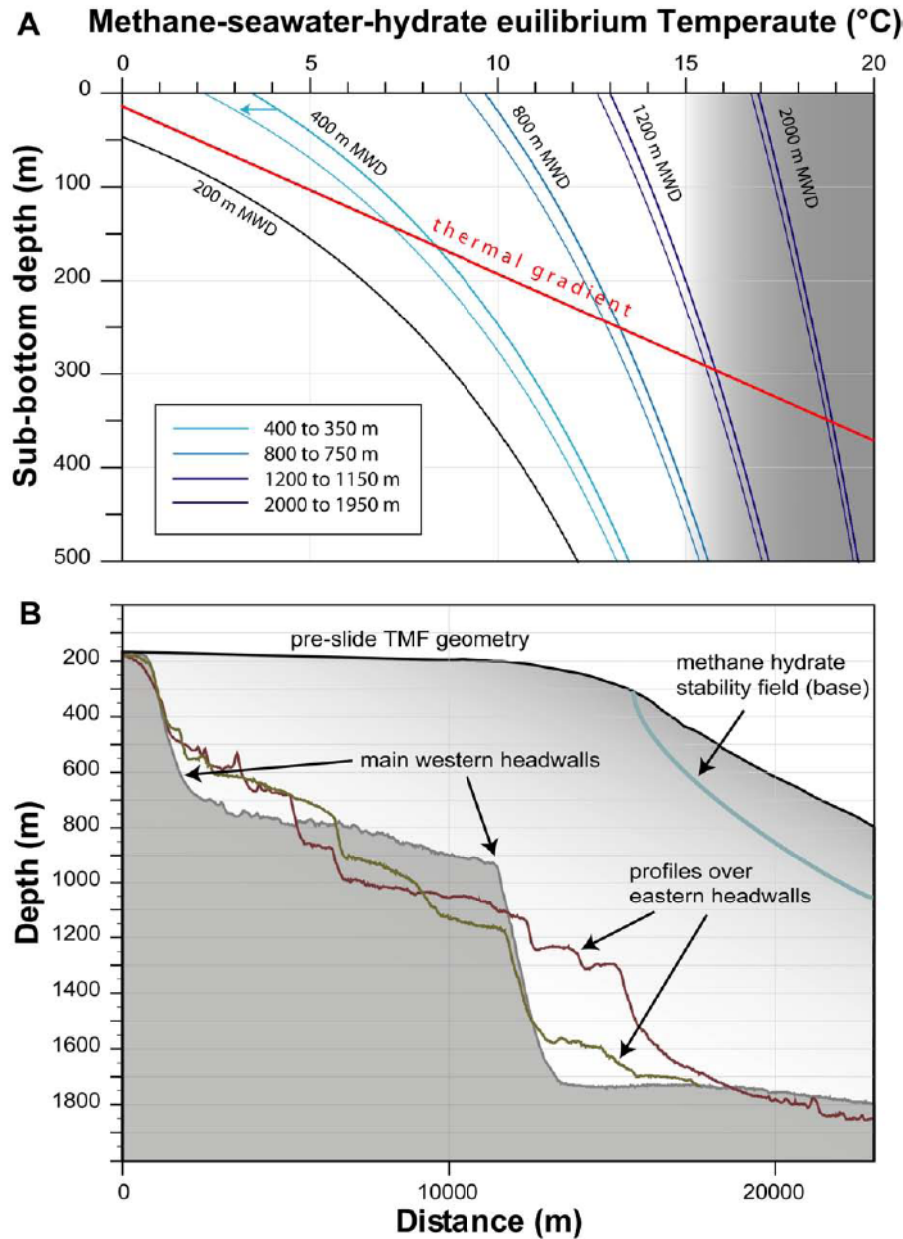 A
Methane-seawater-hydrate euilibrium Temperaute (°C)
0 5 10 15 20
Sub-bottom depth (m)
0
100
200
300
400
500
200 m MWD
400 m MWD
800 m MWD
1200 m MWD
2000 m MWD
thermal gradient
400 to 350 m
800 to 750 m
1200 to 1150 m
2000 to 1950 m
B
pre-slide TMF geometry
methane hydrate
stability field (base)
main western headwalls
profiles over
eastern headwalls
Depth (m)
200
400
600
800
1000
1200
1400
1600
1800
0 10000 20000
Distance (m)